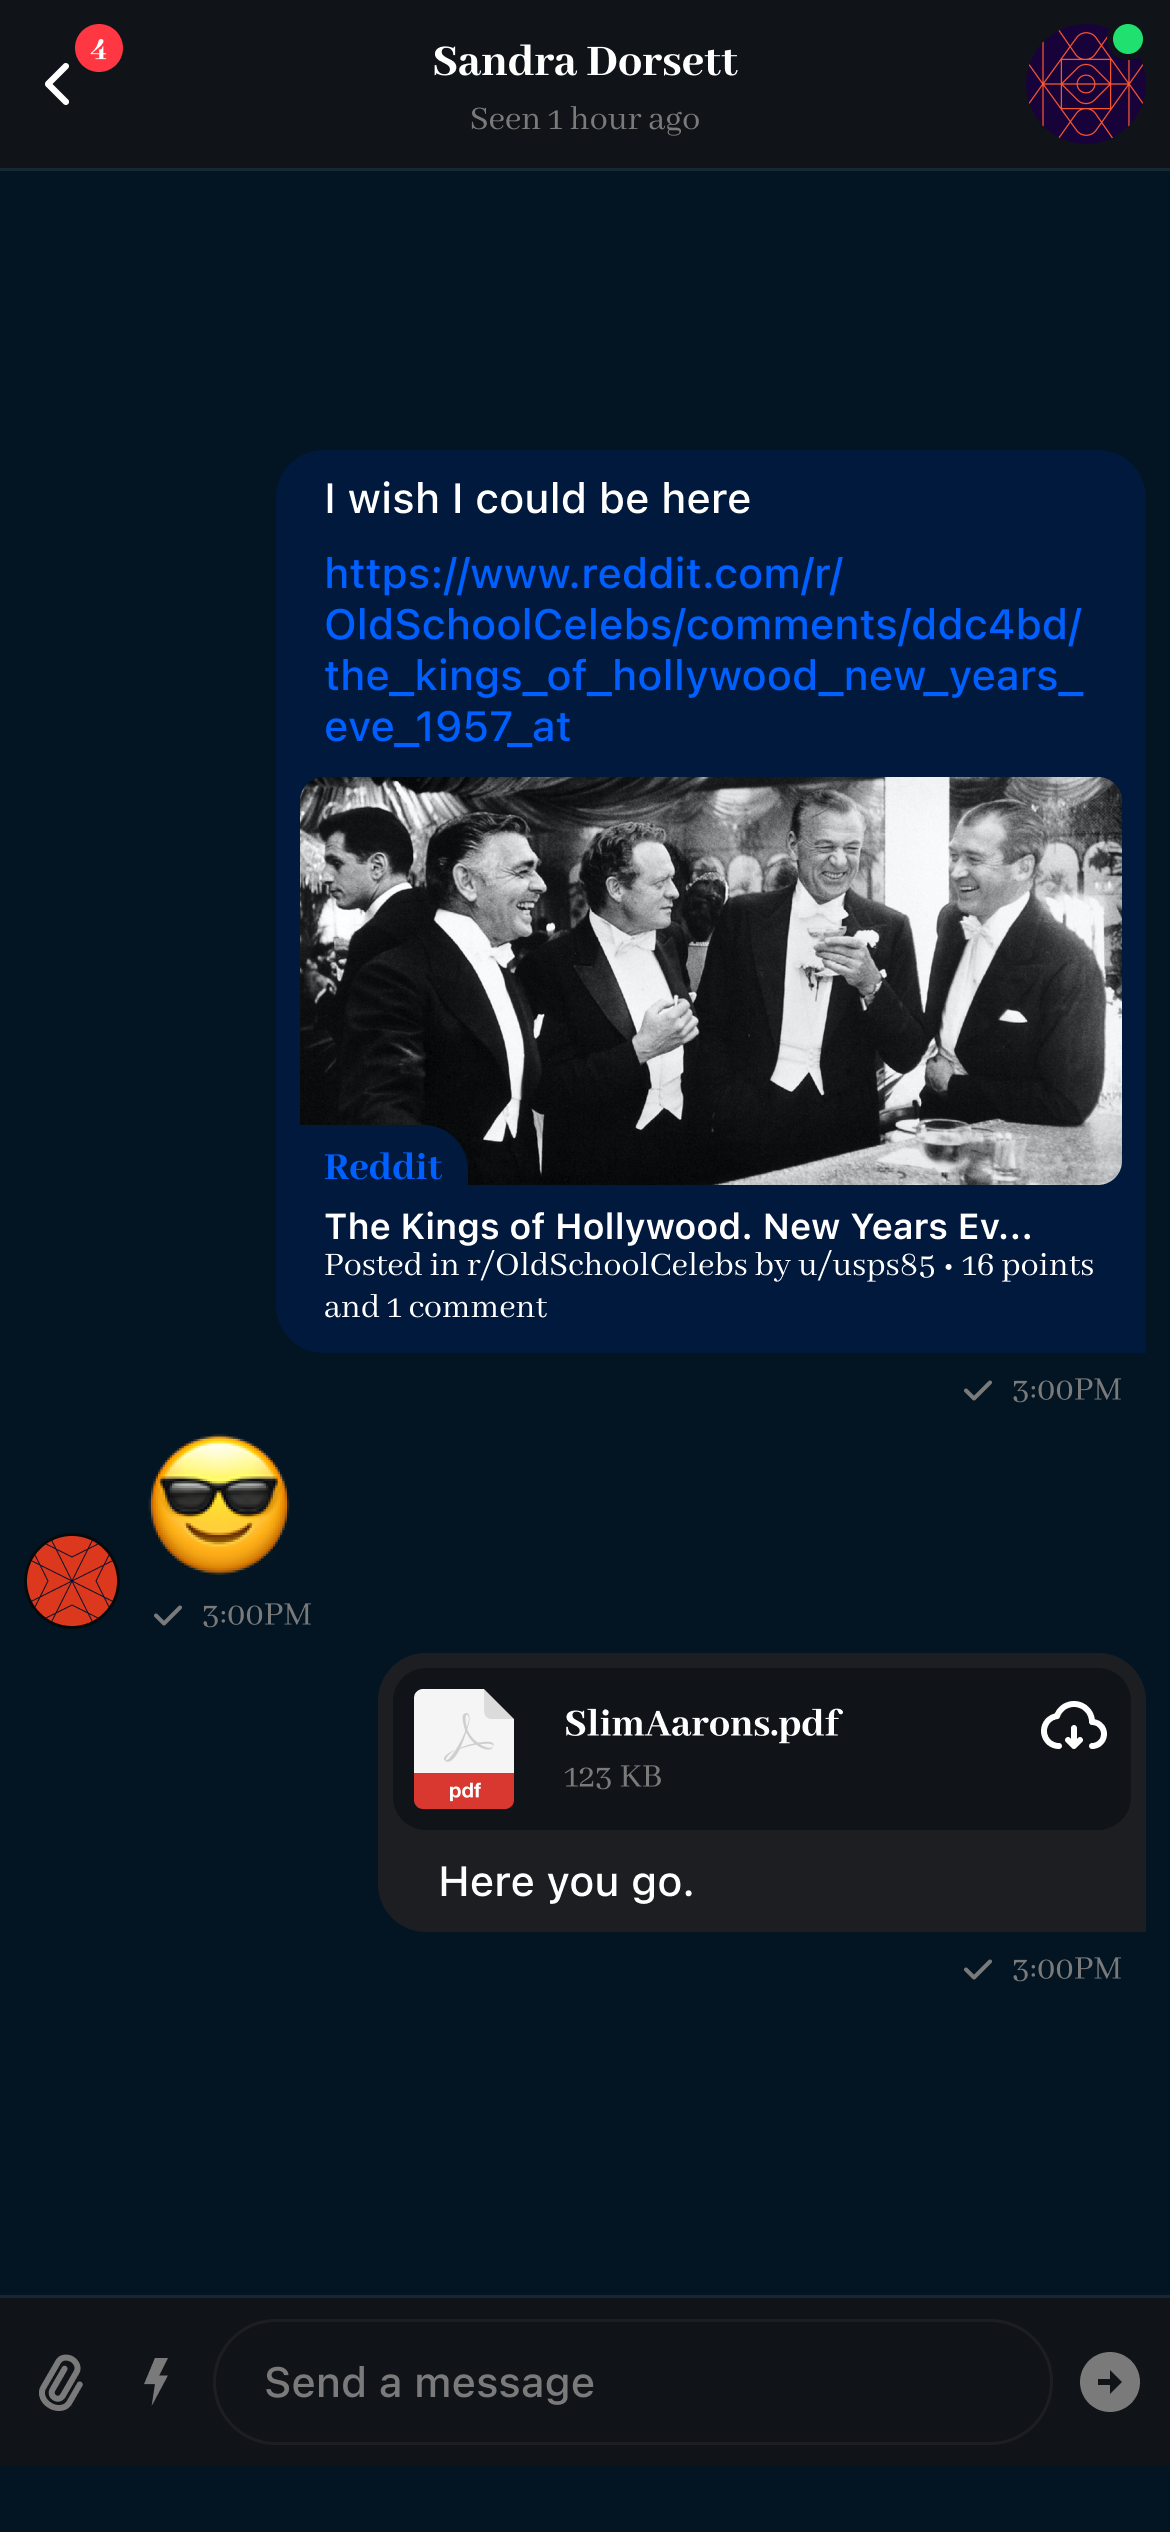 4
Sandra Dorsett
Seen 1 hour ago
I wish I could be here
https://www.reddit.com/r/
OldSchoolCelebs/comments/ddc4bd/
the_kings_of_hollywood_new_years_
eve_1957_at
Reddit
The Kings of Hollywood. New Years Ev...
Posted in r/OldSchoolCelebs by u/usps85 • 16 points
and 1 comment
3:00PM
3:00PM
SlimAarons.pdf
123 KB
pdf
Here you go.
3:00PM
Send a message